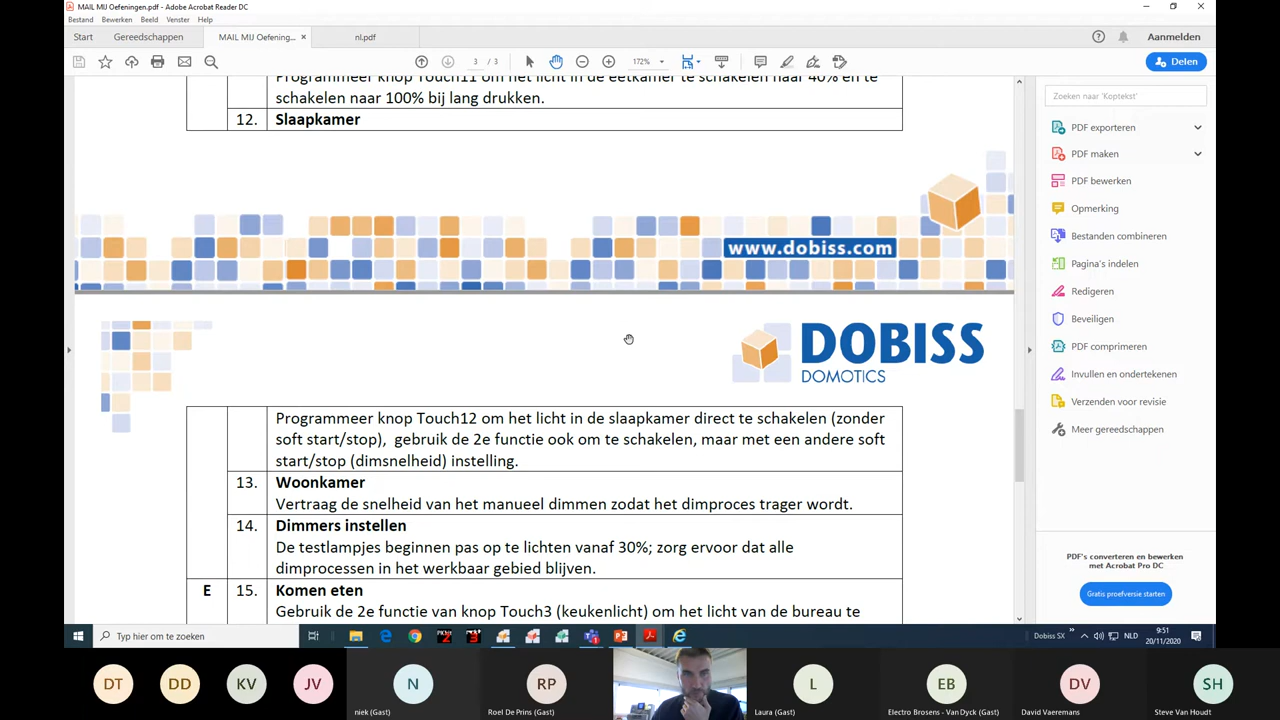 MAIL MIJ Oefeningen.pdf - Adobe Acrobat Reader DC
Bestand Bewerken Beeld Venster Help
Start Gereedschappen MAIL MIJ Oefening... × nl.pdf Aanmelden
3 / 3 172% Delen
Programmeer knop Touch11 om het licht in de eetkamer te schakelen naar 40% en te
schakelen naar 100% bij lang drukken.
12. Slaapkamer
www.dobiss.com
DOBISS
DOMOTICS
Programmeer knop Touch12 om het licht in de slaapkamer direct te schakelen (zonder
soft start/stop), gebruik de 2e functie ook om te schakelen, maar met een andere soft
start/stop (dimsnelheid) instelling.
13. Woonkamer
Vertraag de snelheid van het manueel dimmen zodat het dimproces trager wordt.
14. Dimmers instellen
De testlampjes beginnen pas op te lichten vanaf 30%; zorg ervoor dat alle
dimprocessen in het werkbaar gebied blijven.
E 15. Komen eten
Gebruik de 2e functie van knop Touch3 (keukenlicht) om het licht van de bureau te
Zoeken naar 'Koptekst'
PDF exporteren
PDF maken
PDF bewerken
Opmerking
Bestanden combineren
Pagina's indelen
Redigeren
Beveiligen
PDF comprimeren
Invullen en ondertekenen
Verzenden voor revisie
Meer gereedschappen
PDF's converteren en bewerken
met Acrobat Pro DC
Gratis proefversie starten
Typ hier om te zoeken
Dobiss SX » NLD
9:51
20/11/2020
DT DD KV JV N RP L EB DV SH
niek (Gast) Roel De Prins (Gast) Laura (Gast) Electro Brosens - Van Dyck (Gast) David Vaeremans Steve Van Houdt